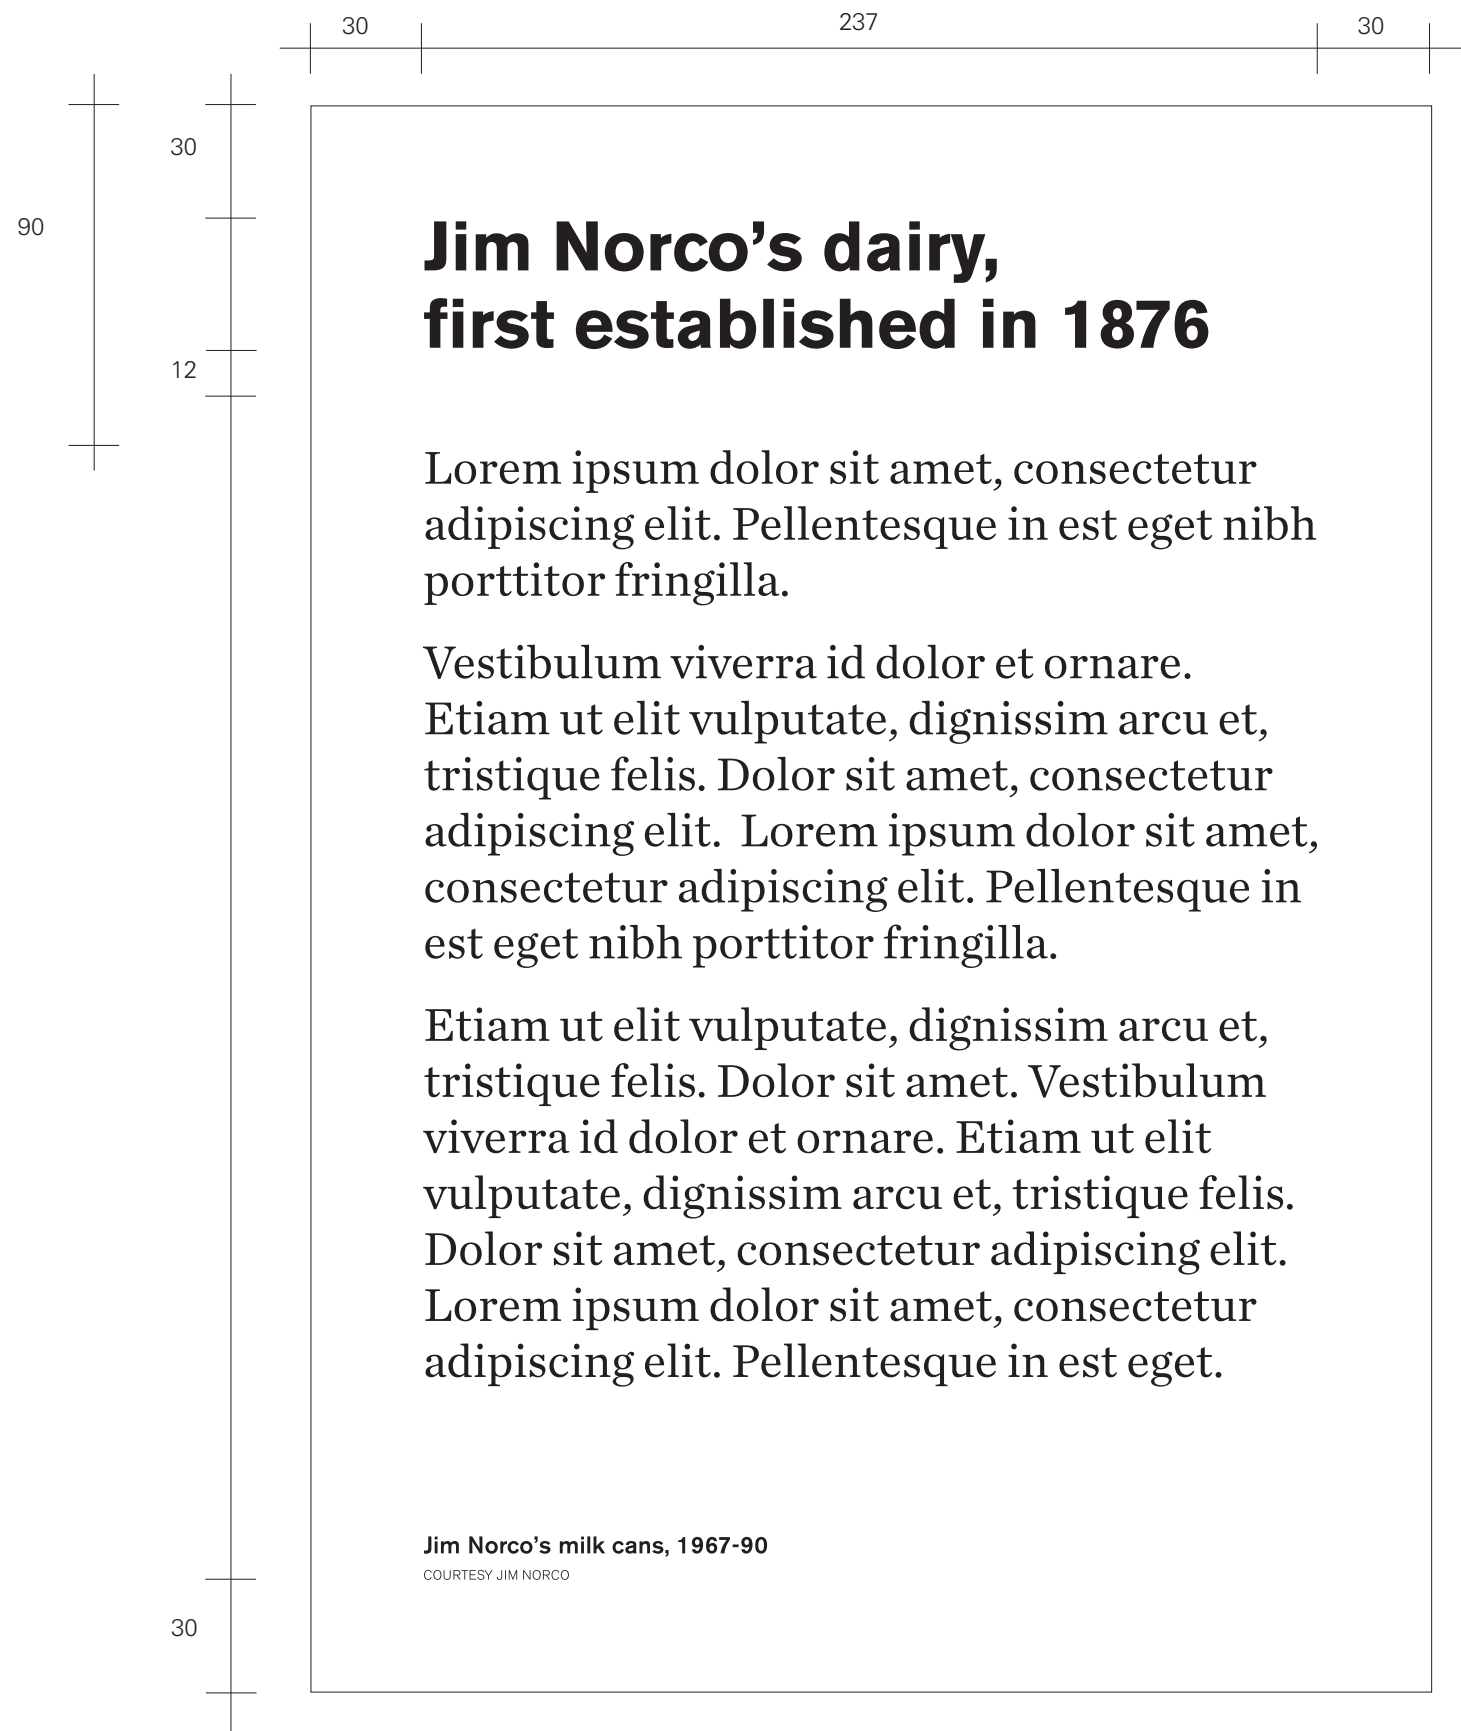 30 237 30
30
90
12
Jim Norco’s dairy,
first established in 1876
Lorem ipsum dolor sit amet, consectetur
adipiscing elit. Pellentesque in est eget nibh
porttitor fringilla.
Vestibulum viverra id dolor et ornare.
Etiam ut elit vulputate, dignissim arcu et,
tristique felis. Dolor sit amet, consectetur
adipiscing elit.  Lorem ipsum dolor sit amet,
consectetur adipiscing elit. Pellentesque in
est eget nibh porttitor fringilla.
Etiam ut elit vulputate, dignissim arcu et,
tristique felis. Dolor sit amet. Vestibulum
viverra id dolor et ornare. Etiam ut elit
vulputate, dignissim arcu et, tristique felis.
Dolor sit amet, consectetur adipiscing elit.
Lorem ipsum dolor sit amet, consectetur
adipiscing elit. Pellentesque in est eget.
Jim Norco’s milk cans, 1967-90
COURTESY JIM NORCO
30